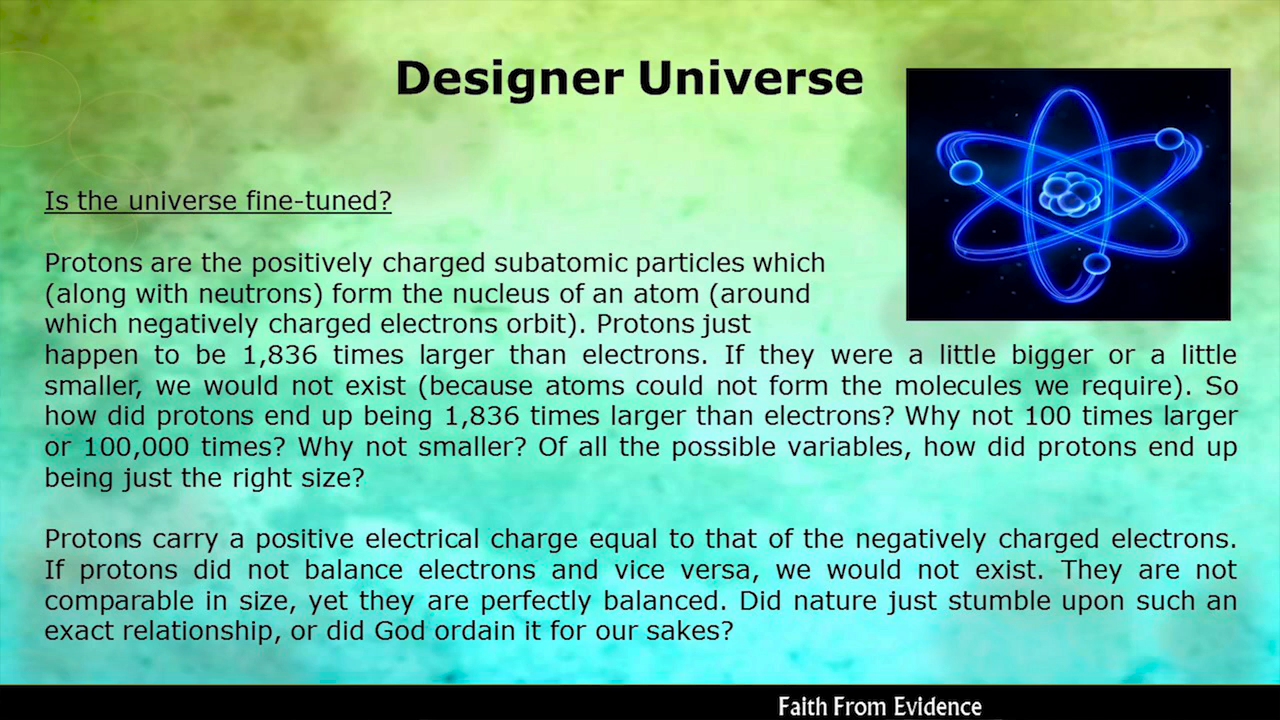 Designer Universe
Is the universe fine-tuned?
Protons are the positively charged subatomic particles which
(along with neutrons) form the nucleus of an atom (around
which negatively charged electrons orbit). Protons just
happen to be 1,836 times larger than electrons. If they were a little bigger or a little
smaller, we would not exist (because atoms could not form the molecules we require). So
how did protons end up being 1,836 times larger than electrons? Why not 100 times larger
or 100,000 times? Why not smaller? Of all the possible variables, how did protons end up
being just the right size?
Protons carry a positive electrical charge equal to that of the negatively charged electrons.
If protons did not balance electrons and vice versa, we would not exist. They are not
comparable in size, yet they are perfectly balanced. Did nature just stumble upon such an
exact relationship, or did God ordain it for our sakes?
Faith From Evidence